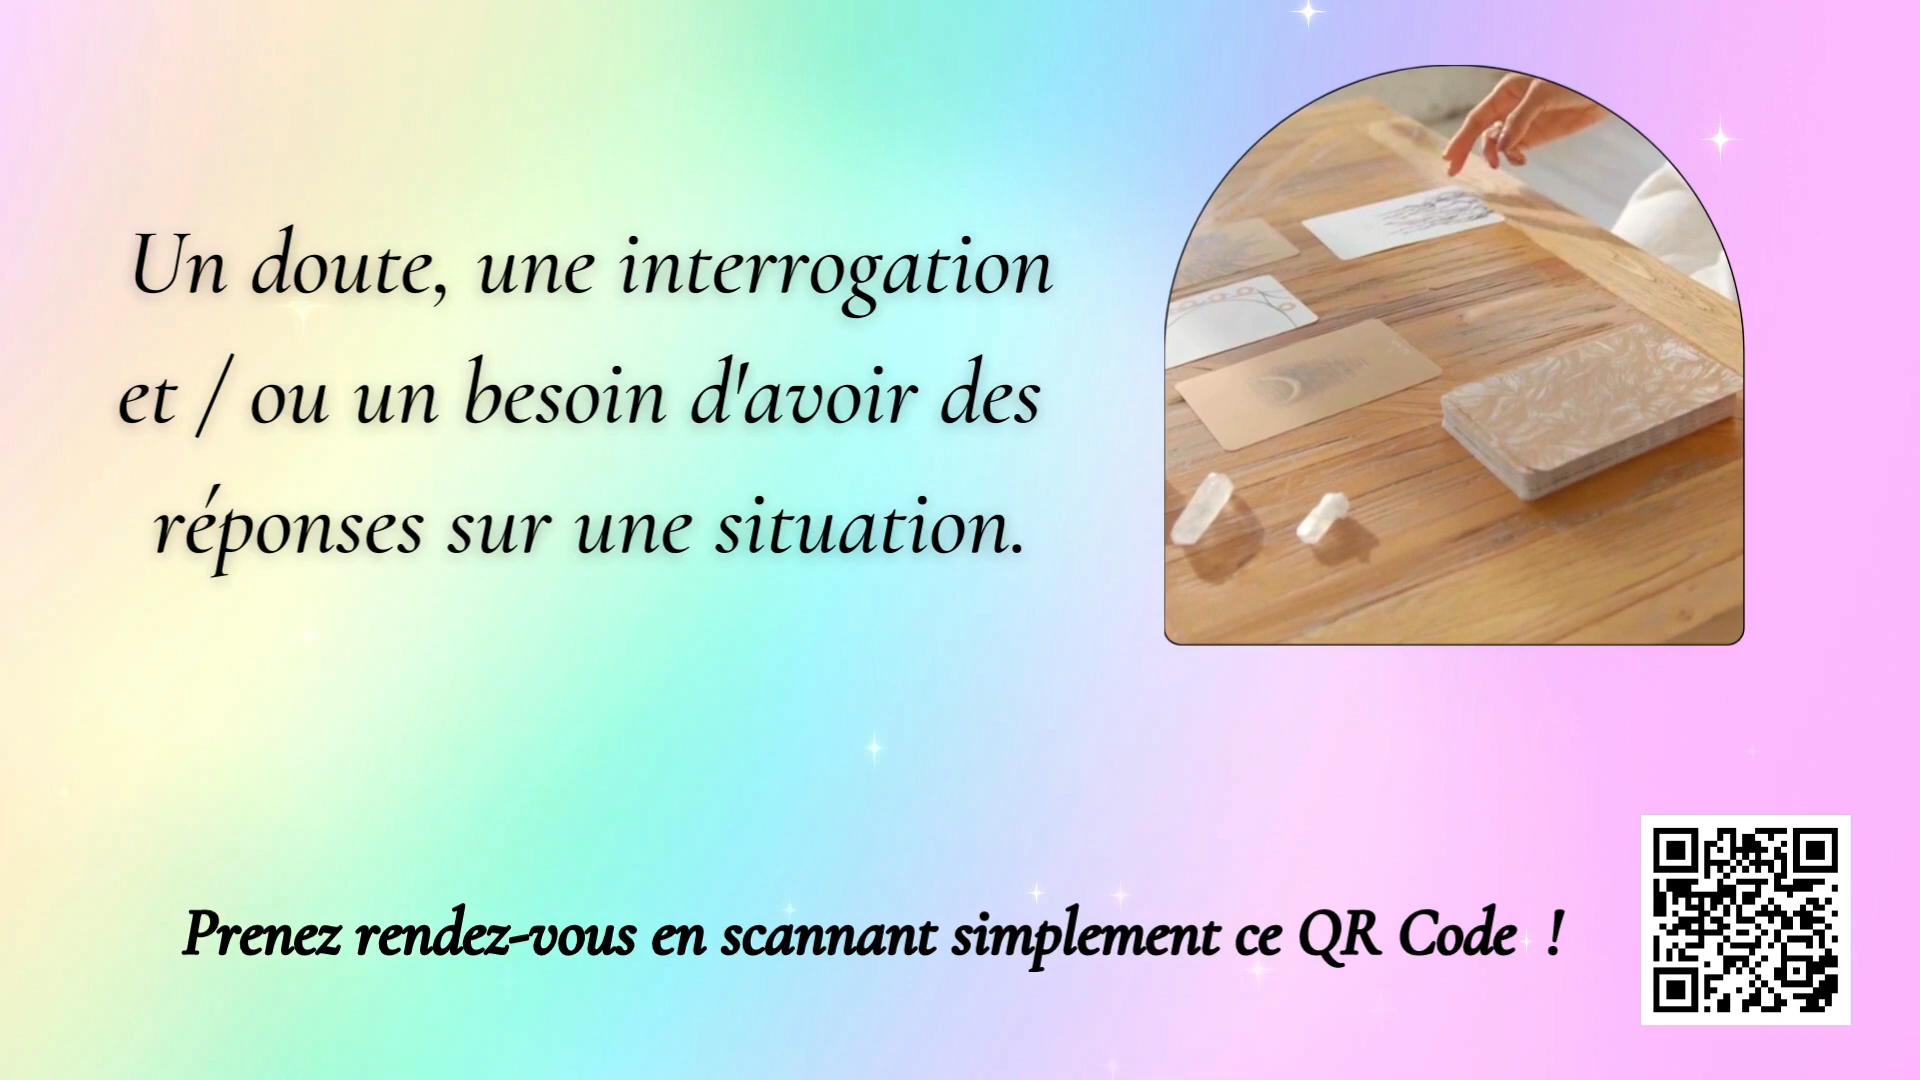 Un doute, une interrogation
et / ou un besoin d'avoir des
réponses sur une situation.
Prenez rendez-vous en scannant simplement ce QR Code !